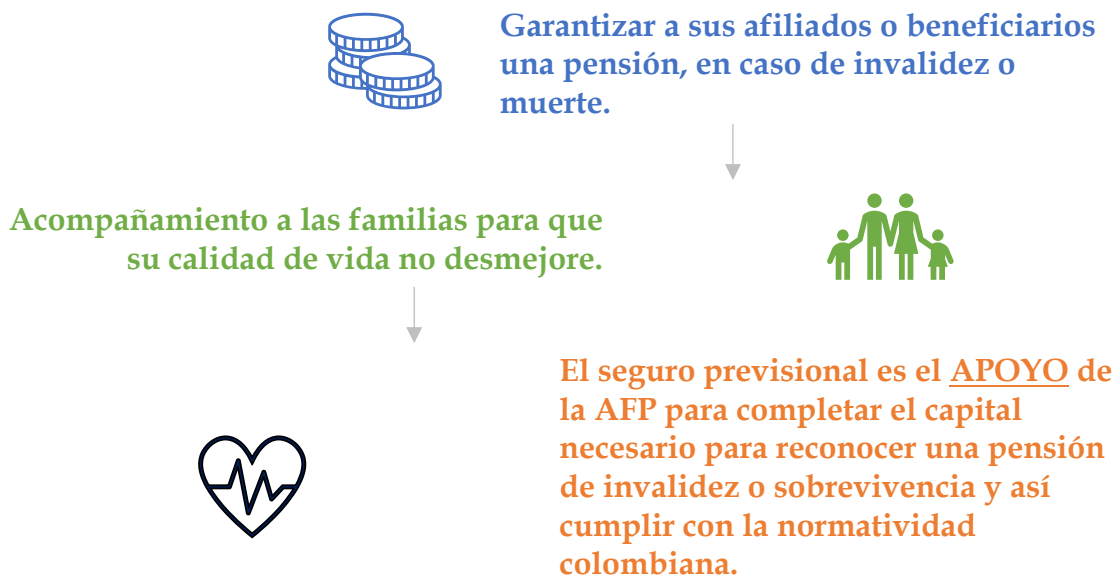 Garantizar a sus afiliados o beneficiarios
una pensión, en caso de invalidez o
muerte.
Acompañamiento a las familias para que
su calidad de vida no desmejore.
El seguro previsional es el APOYO de
la AFP para completar el capital
necesario para reconocer una pensión
de invalidez o sobrevivencia y así
cumplir con la normatividad
colombiana.